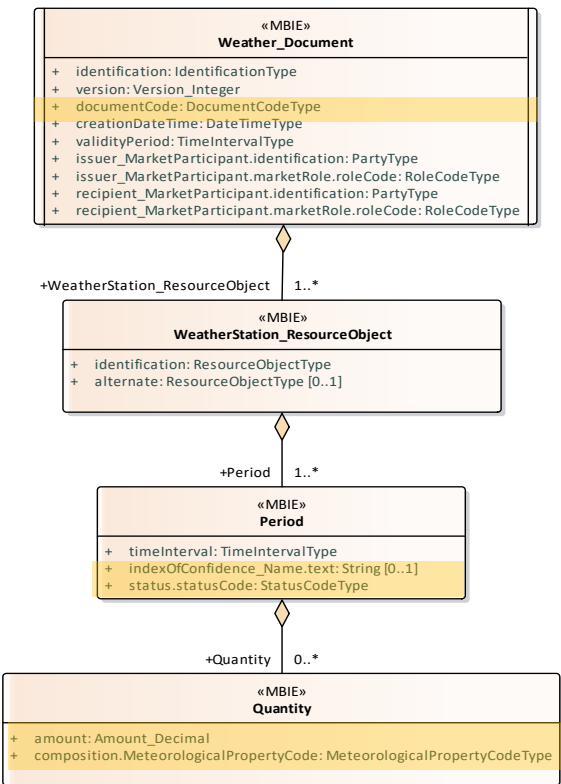 «MBIE»
Weather_Document
+ identification: IdentificationType
+ version: Version_Integer
+ documentCode: DocumentCodeType
+ creationDateTime: DateTimeType
+ validityPeriod: TimeIntervalType
+ issuer_MarketParticipant.identification: PartyType
+ issuer_MarketParticipant.marketRole.roleCode: RoleCodeType
+ recipient_MarketParticipant.identification: PartyType
+ recipient_MarketParticipant.marketRole.roleCode: RoleCodeType
+WeatherStation_ResourceObject 1..*
«MBIE»
WeatherStation_ResourceObject
+ identification: ResourceObjectType
+ alternate: ResourceObjectType [0..1]
+Period 1..*
«MBIE»
Period
+ timeInterval: TimeIntervalType
+ indexOfConfidence_Name.text: String [0..1]
+ status.statusCode: StatusCodeType
+Quantity 0..*
«MBIE»
Quantity
+ amount: Amount_Decimal
+ composition.MeteorologicalPropertyCode: MeteorologicalPropertyCodeType